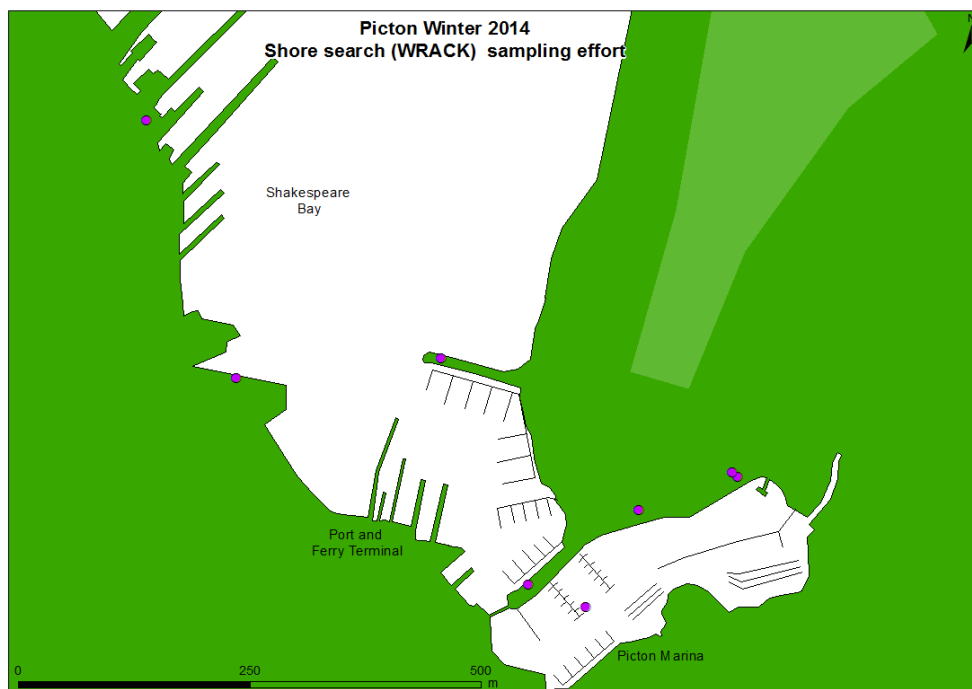 Picton Winter 2014
Shore search (WRACK) sampling effort
N
Shakespeare
Bay
Port and
Ferry Terminal
Picton Marina
0 250 500
m